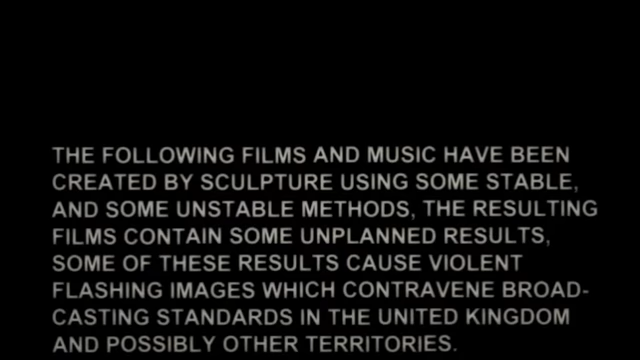 THE FOLLOWING FILMS AND MUSIC HAVE BEEN
CREATED BY SCULPTURE USING SOME STABLE,
AND SOME UNSTABLE METHODS, THE RESULTING
FILMS CONTAIN SOME UNPLANNED RESULTS,
SOME OF THESE RESULTS CAUSE VIOLENT
FLASHING IMAGES WHICH CONTRAVENE BROAD-
CASTING STANDARDS IN THE UNITED KINGDOM
AND POSSIBLY OTHER TERRITORIES.